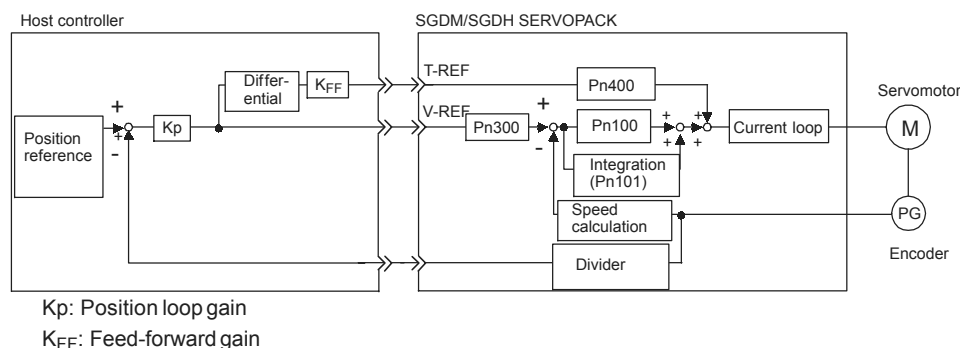 Host controller
SGDM/SGDH SERVOPACK
T-REF
Differ-
ential
KFF
Pn400
Servomotor
+
V-REF
+
Position
reference
+
-
Kp
Pn300
-
Pn100
+
+
+
+
Current loop
M
Integration
(Pn101)
Speed
calculation
PG
Divider
Encoder
Kp: Position loop gain
KFF: Feed-forward gain